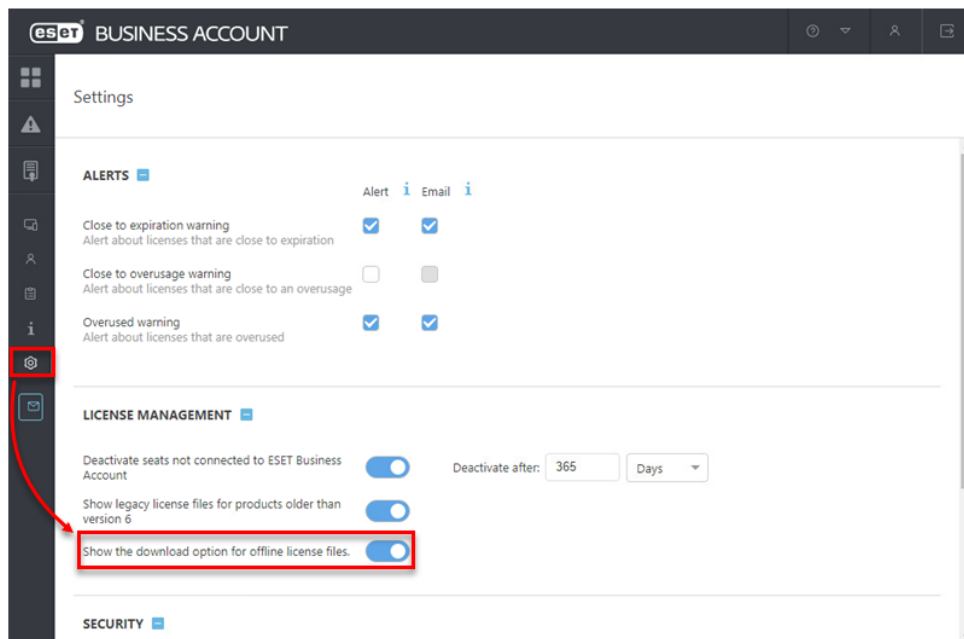 eset BUSINESS ACCOUNT
Settings
ALERTS
Alert i Email i
Close to expiration warning
Alert about licenses that are close to expiration
Close to overusage warning
Alert about licenses that are close to an overusage
Overused warning
Alert about licenses that are overused
LICENSE MANAGEMENT
Deactivate seats not connected to ESET Business
Account
Deactivate after: 365 Days
Show legacy license files for products older than
version 6
Show the download option for offline license files.
SECURITY